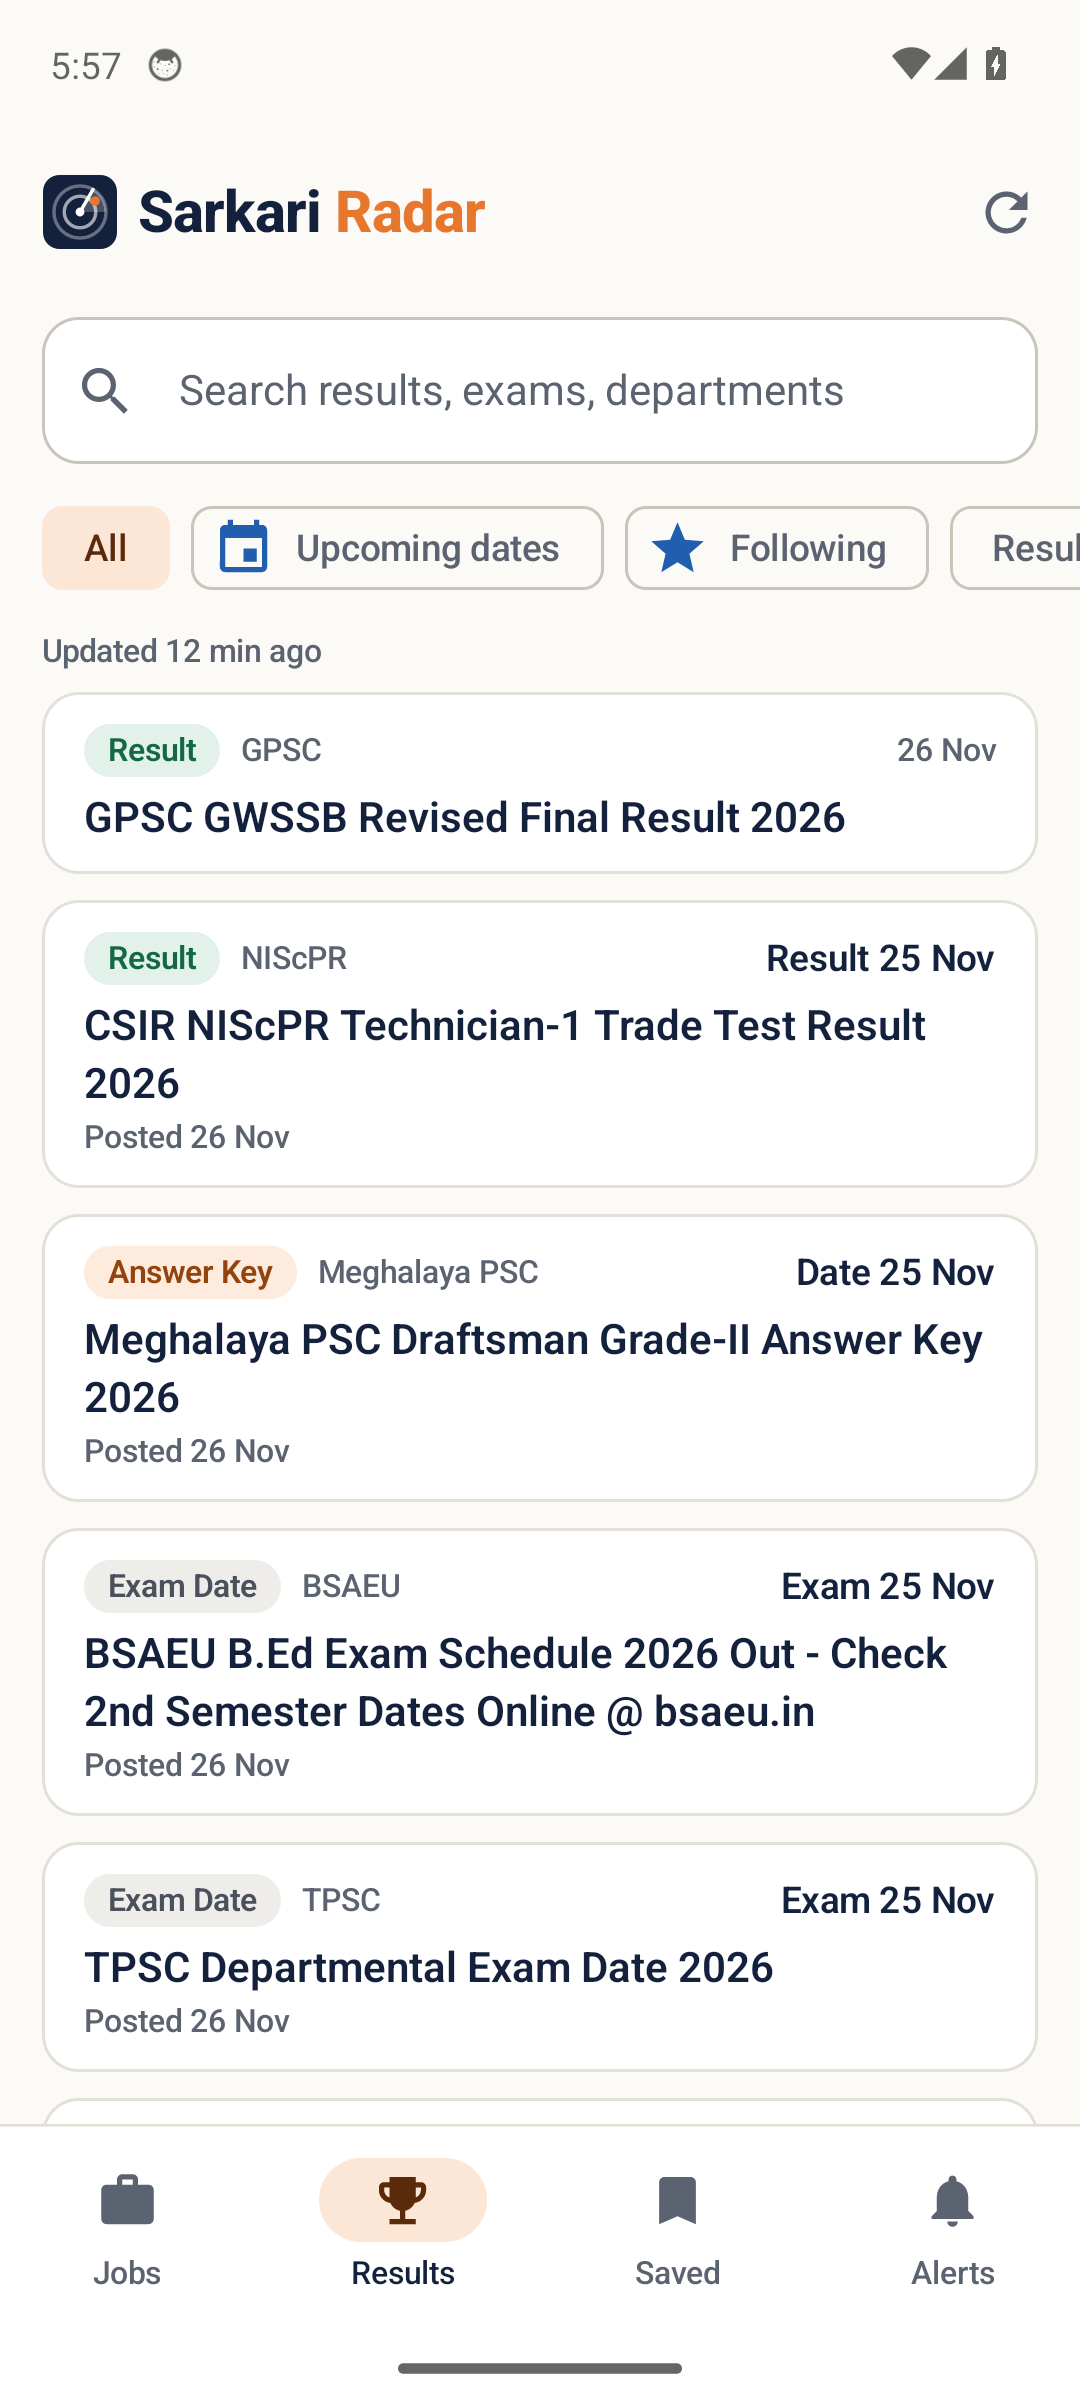 5:57
Sarkari Radar
Search results, exams, departments
All
Upcoming dates
Following
Resul
Updated 12 min ago
Result GPSC 26 Nov
GPSC GWSSB Revised Final Result 2026
Result NIScPR Result 25 Nov
CSIR NIScPR Technician-1 Trade Test Result
2026
Posted 26 Nov
Answer Key Meghalaya PSC Date 25 Nov
Meghalaya PSC Draftsman Grade-II Answer Key
2026
Posted 26 Nov
Exam Date BSAEU Exam 25 Nov
BSAEU B.Ed Exam Schedule 2026 Out - Check
2nd Semester Dates Online @ bsaeu.in
Posted 26 Nov
Exam Date TPSC Exam 25 Nov
TPSC Departmental Exam Date 2026
Posted 26 Nov
Jobs
Results
Saved
Alerts